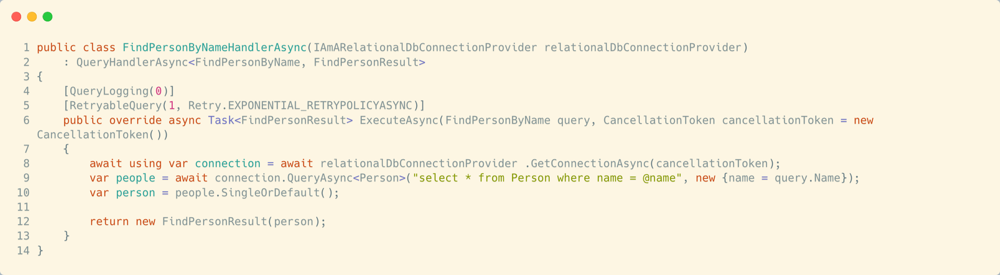 1 public class FindPersonByNameHandlerAsync(IAmARelationalDbConnectionProvider relationalDbConnectionProvider)
2     : QueryHandlerAsync<FindPersonByName, FindPersonResult>
3 {
4     [QueryLogging(0)]
5     [RetryableQuery(1, Retry.EXPONENTIAL_RETRYPOLICYASYNC)]
6     public override async Task<FindPersonResult> ExecuteAsync(FindPersonByName query, CancellationToken cancellationToken = new
CancellationToken())
7     {
8         await using var connection = await relationalDbConnectionProvider .GetConnectionAsync(cancellationToken);
9         var people = await connection.QueryAsync<Person>("select * from Person where name = @name", new {name = query.Name});
10         var person = people.SingleOrDefault();
11
12         return new FindPersonResult(person);
13     }
14 }